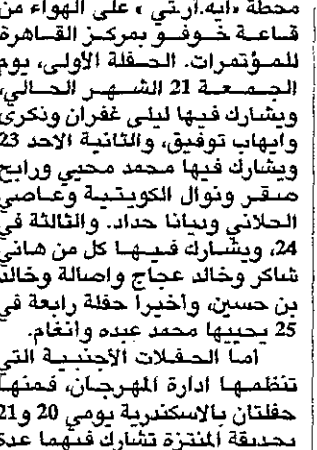 محطة «ايه.ار.تي» على الهواء من
قاعة خوفو بمركز القاهرة
للمؤتمرات. الحفلة الاولى، يوم
الجمعة 21 الشهر الحالي،
ويشارك فيها ليلى غفران وذكرى
وايهاب توفيق، والثانية الاحد 23
ويشارك فيها محمد محيي ورابح
صقر ونوال الكويتية وعاصي
الحلاني وديانا حداد. والثالثة في
24، ويشارك فيها كل من هاني
شاكر وخالد عجاج واصالة وخالد
بن حسين، واخيرا حفلة رابعة في
25 يحييها محمد عبده وانغام.
اما الحفلات الاجنبية التي
تنظمها ادارة المهرجان، فمنها
حفلتان بالاسكندرية يومي 20 و21
بحديقة المنتزة تشارك فيهما عدة